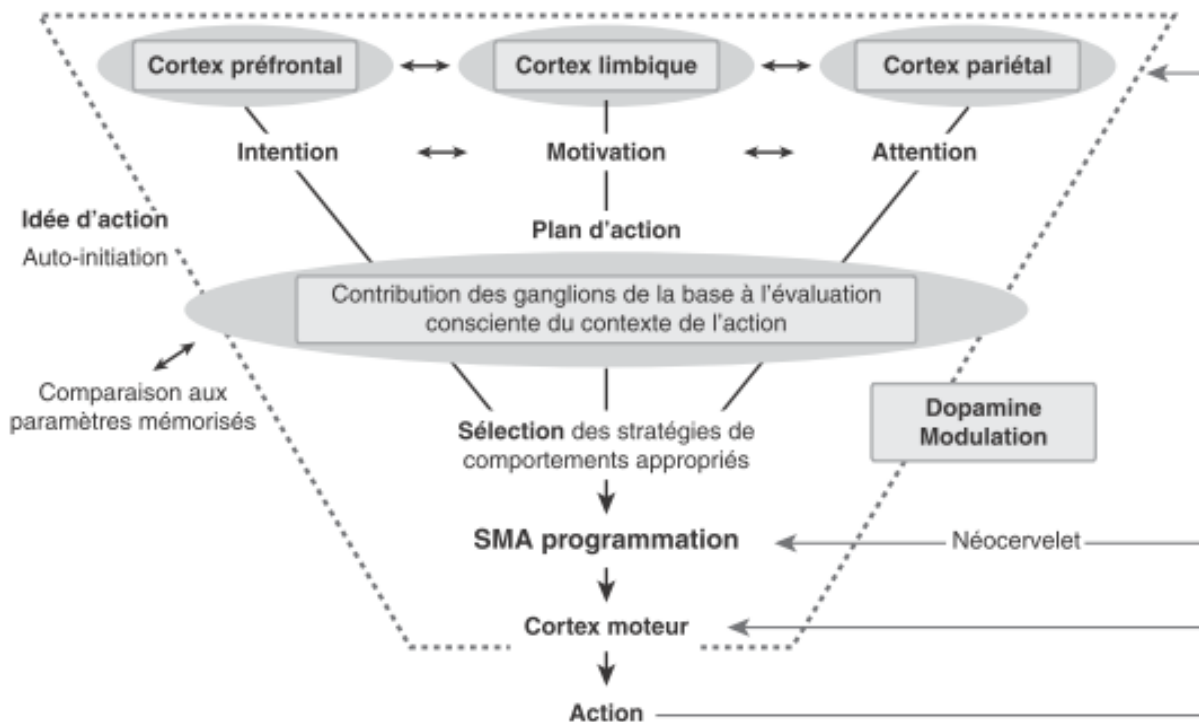 Cortex préfrontal
Cortex limbique
Cortex pariétal
Intention
Motivation
Attention
Idée d'action
Auto-initiation
Plan d'action
Contribution des ganglions de la base à l'évaluation
consciente du contexte de l'action
Comparaison aux
paramètres mémorisés
Dopamine
Modulation
Sélection des stratégies de
comportements appropriés
SMA programmation
Néocervelet
Cortex moteur
Action